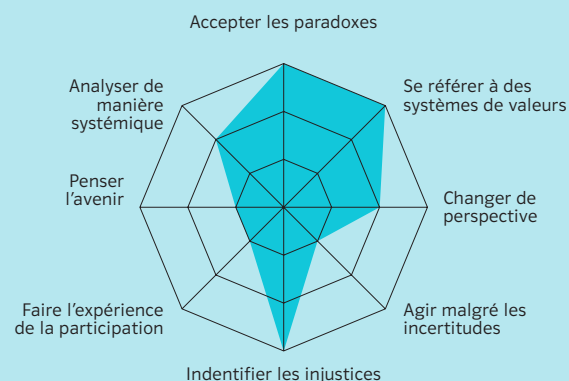 Accepter les paradoxes
Se référer à des
systèmes de valeurs
Changer de
perspective
Agir malgré les
incertitudes
Indentifier les injustices
Faire l'expérience
de la participation
Penser
l'avenir
Analyser de
manière
systémique